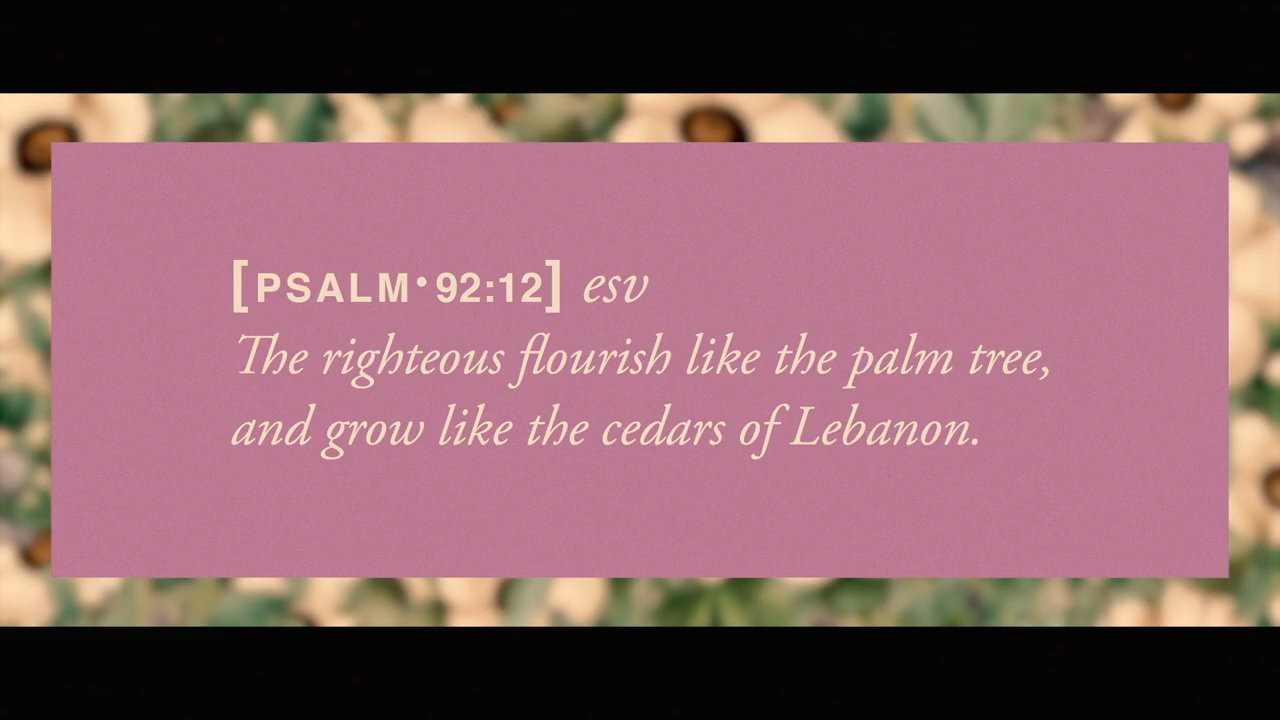 [PSALM•92:12] esv
The righteous flourish like the palm tree,
and grow like the cedars of Lebanon.